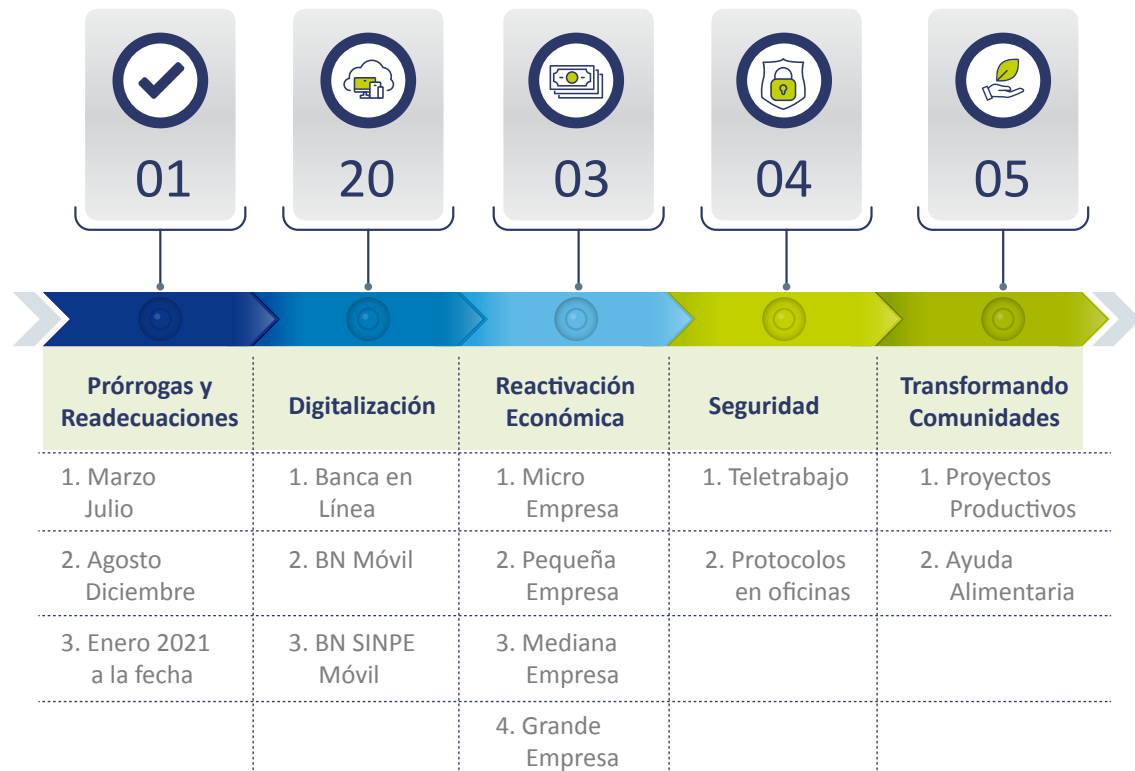 01
20
03
04
05
Prórrogas y
Readecuaciones
Digitalización
Reactivación
Económica
Seguridad
Transformando
Comunidades
1. Marzo
Julio
1. Banca en
Línea
1. Micro
Empresa
1. Teletrabajo
1. Proyectos
Productivos
2. Agosto
Diciembre
2. BN Móvil
2. Pequeña
Empresa
2. Protocolos
en oficinas
2. Ayuda
Alimentaria
3. Enero 2021
a la fecha
3. BN SINPE
Móvil
3. Mediana
Empresa
4. Grande
Empresa